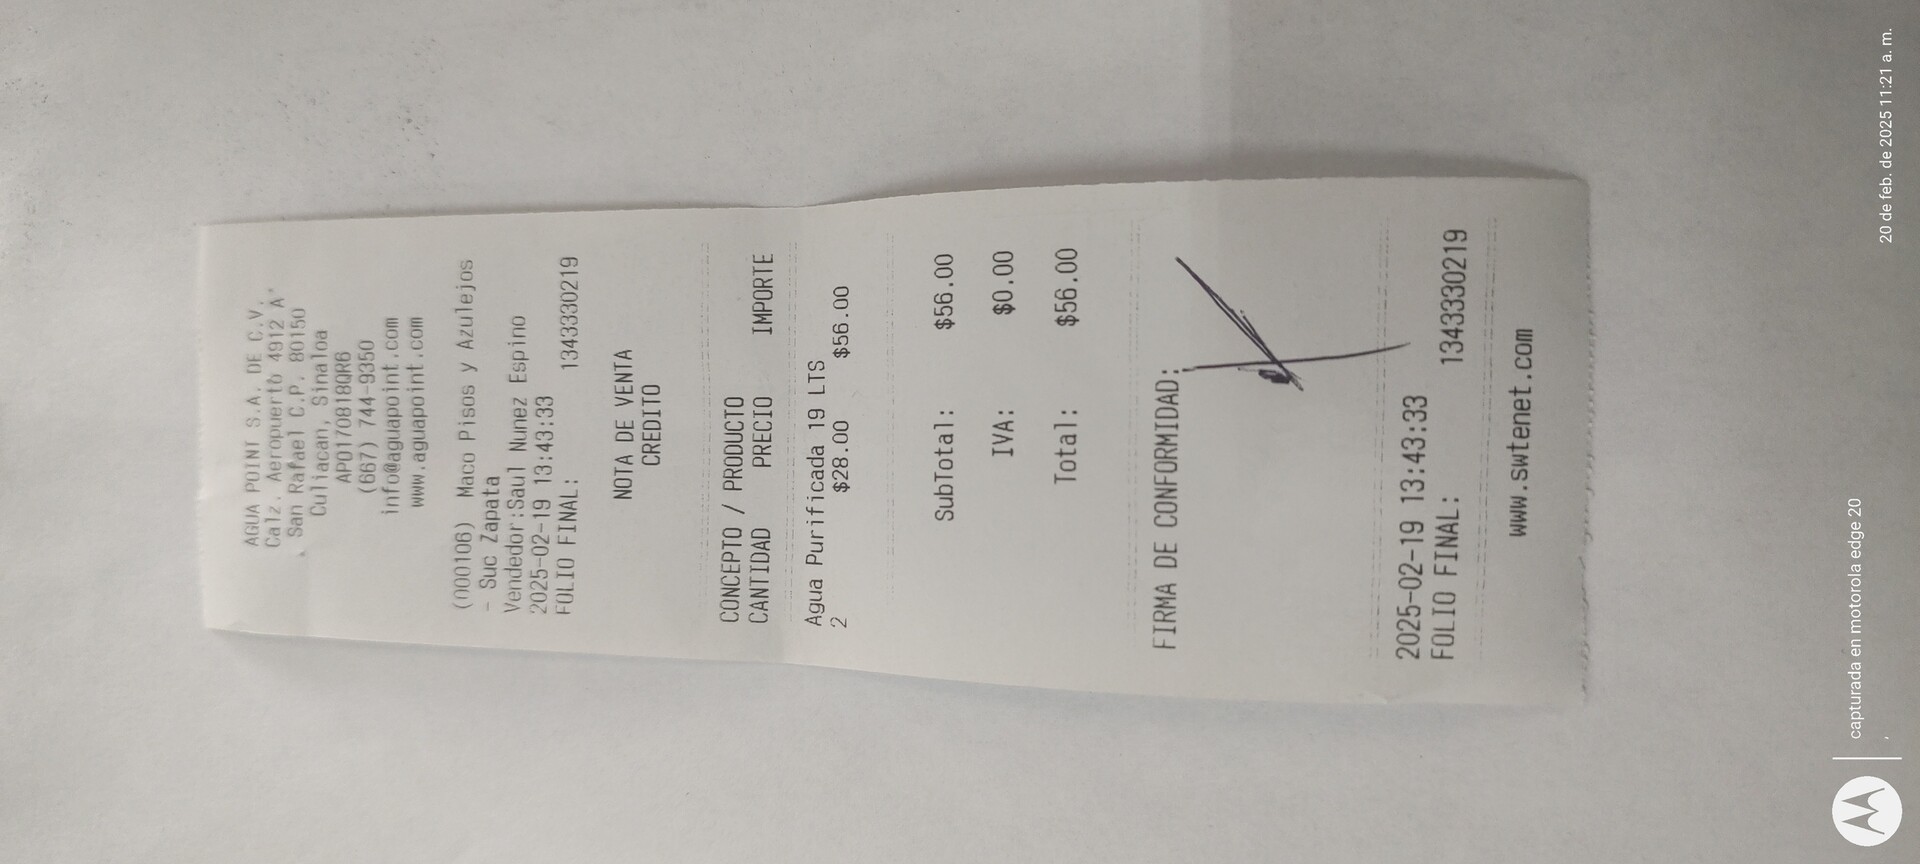 AGUA POINT S.A. DE C.V.
Calz. Aeropuerto 4912 "A"
, San Rafael C.P. 80150
Culiacan, Sinaloa
APO170818QR6
(667) 744-9350
info@aguapoint.com
www.aguapoint.com
(000106) Maco Pisos y Azulejos
- Suc Zapata
Vendedor:Saul Nunez Espino
2025-02-19 13:43:33
FOLIO FINAL: 1343330219
NOTA DE VENTA
CREDITO
CONCEPTO / PRODUCTO
CANTIDAD PRECIO IMPORTE
Agua Purificada 19 LTS
2 $28.00 $56.00
SubTotal: $56.00
IVA: $0.00
Total: $56.00
FIRMA DE CONFORMIDAD:
2025-02-19 13:43:33
FOLIO FINAL: 1343330219
www.swtenet.com
capturada en motorola edge 20
,
20 de feb. de 2025 11:21 a. m.